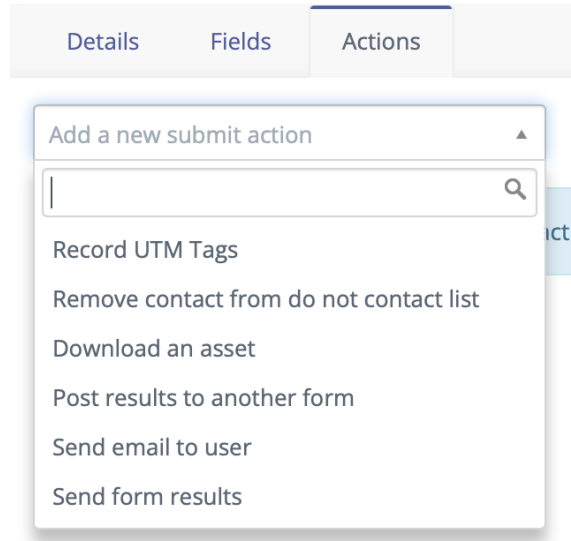 Details Fields Actions
Add a new submit action
Record UTM Tags
Remove contact from do not contact list
Download an asset
Post results to another form
Send email to user
Send form results